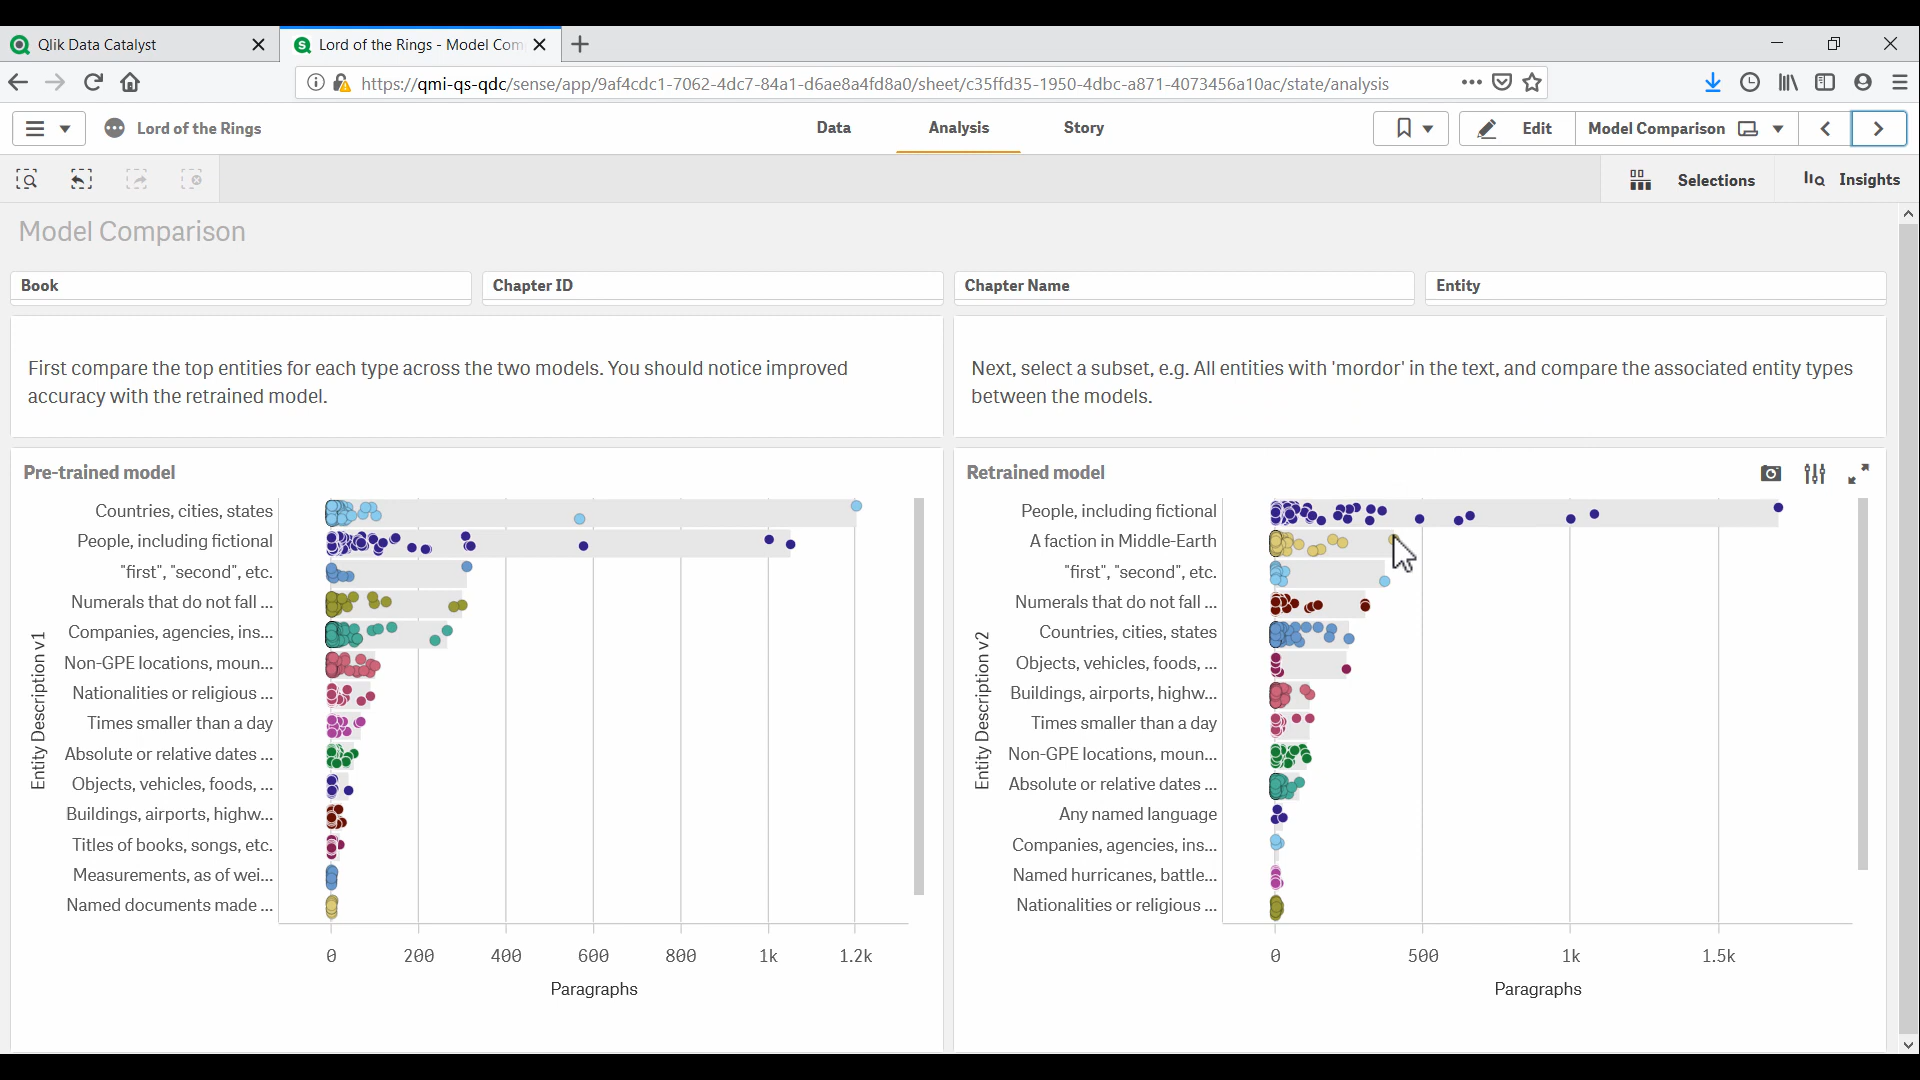 Qlik Data Catalyst
Lord of the Rings - Model Com
https://qmi-qs-qdc/sense/app/9af4cdc1-7062-4dc7-84a1-d6ae8a4fd8a0/sheet/c35ffd35-1950-4dbc-a871-4073456a10ac/state/analysis
Lord of the Rings
Data
Analysis
Story
Edit
Model Comparison
Selections
Insights
Model Comparison
Book
Chapter ID
Chapter Name
Entity
First compare the top entities for each type across the two models. You should notice improved
accuracy with the retrained model.
Next, select a subset, e.g. All entities with 'mordor' in the text, and compare the associated entity types
between the models.
Pre-trained model
Entity Description v1
Countries, cities, states
People, including fictional
"first", "second", etc.
Numerals that do not fall ...
Companies, agencies, ins...
Non-GPE locations, moun...
Nationalities or religious ...
Times smaller than a day
Absolute or relative dates ...
Objects, vehicles, foods, ...
Buildings, airports, highw...
Titles of books, songs, etc.
Measurements, as of wei...
Named documents made ...
0 200 400 600 800 1k 1.2k
Paragraphs
Retrained model
Entity Description v2
People, including fictional
A faction in Middle-Earth
"first", "second", etc.
Numerals that do not fall ...
Countries, cities, states
Objects, vehicles, foods, ...
Buildings, airports, highw...
Times smaller than a day
Non-GPE locations, moun...
Absolute or relative dates ...
Any named language
Companies, agencies, ins...
Named hurricanes, battle...
Nationalities or religious ...
0 500 1k 1.5k
Paragraphs